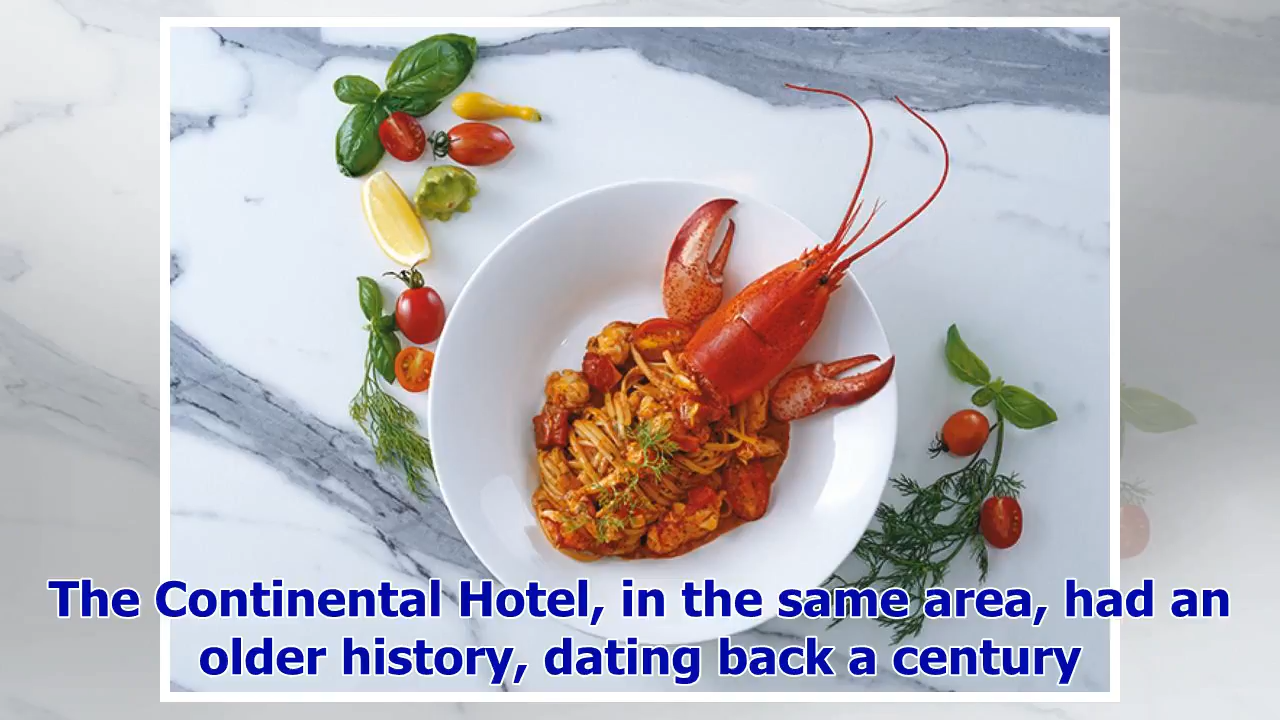 The Continental Hotel, in the same area, had an
older history, dating back a century